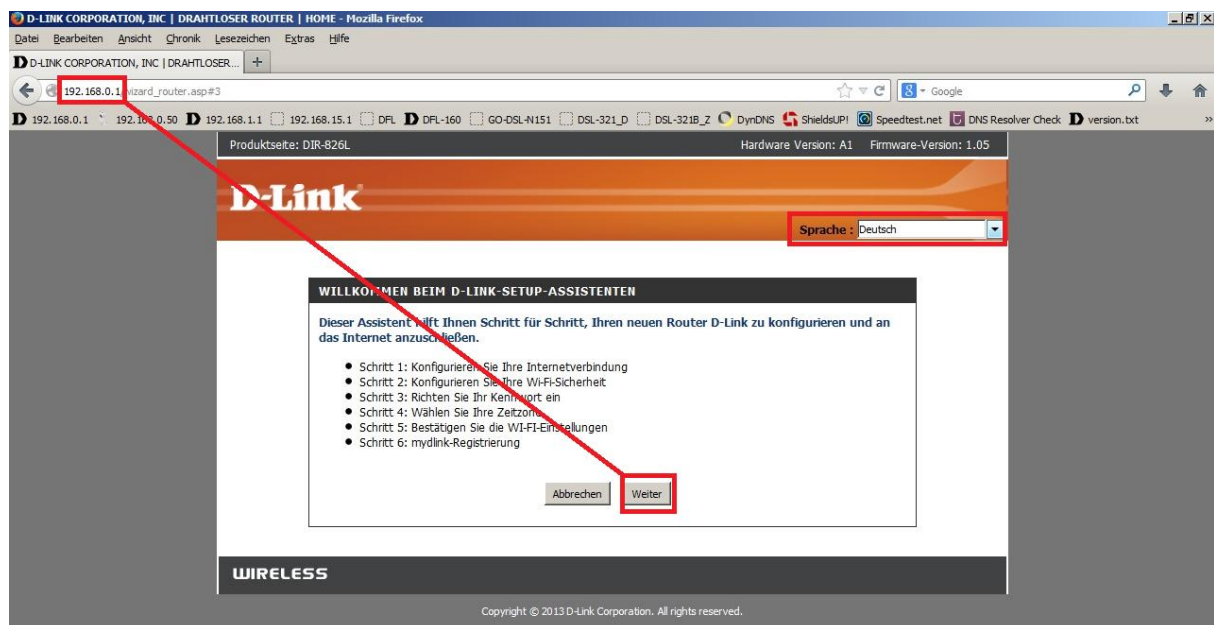 D-LINK CORPORATION, INC | DRAHTLOSER ROUTER | HOME - Mozilla Firefox
Datei Bearbeiten Ansicht Chronik Lesezeichen Extras Hilfe
D-LINK CORPORATION, INC | DRAHTLOSER... +
192.168.0.1/wizard_router.asp#3 Google
192.168.0.1 192.168.0.50 192.168.1.1 192.168.15.1 DFL DFL-160 GO-DSL-N151 DSL-321_D DSL-321B_Z DynDNS ShieldsUP! Speedtest.net DNS Resolver Check version.txt »
Produktseite: DIR-826L Hardware Version: A1 Firmware-Version: 1.05
D-Link
Sprache : Deutsch
WILLKOMMEN BEIM D-LINK-SETUP-ASSISTENTEN
Dieser Assistent hilft Ihnen Schritt für Schritt, Ihren neuen Router D-Link zu konfigurieren und an
das Internet anzuschließen.
• Schritt 1: Konfigurieren Sie Ihre Internetverbindung
• Schritt 2: Konfigurieren Sie Ihre Wi-Fi-Sicherheit
• Schritt 3: Richten Sie Ihr Kennwort ein
• Schritt 4: Wählen Sie Ihre Zeitzone
• Schritt 5: Bestätigen Sie die WI-FI-Einstellungen
• Schritt 6: mydlink-Registrierung
Abbrechen Weiter
WIRELESS
Copyright © 2013 D-Link Corporation. All rights reserved.